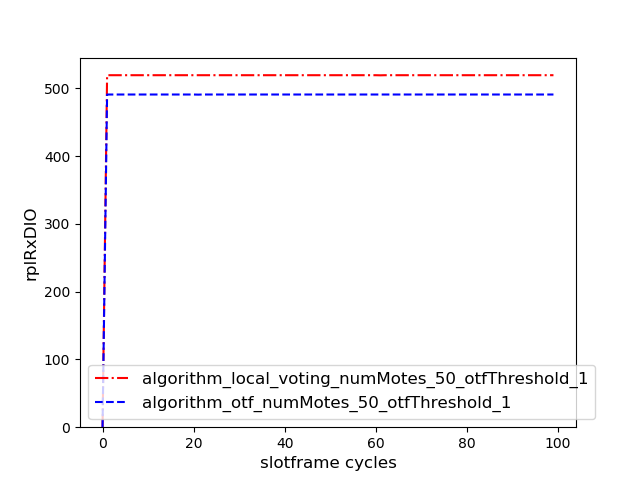 500
400
300
200
100
0
rplRxDIO
algorithm_local_voting_numMotes_50_otfThreshold_1
algorithm_otf_numMotes_50_otfThreshold_1
0 20 40 60 80 100
slotframe cycles